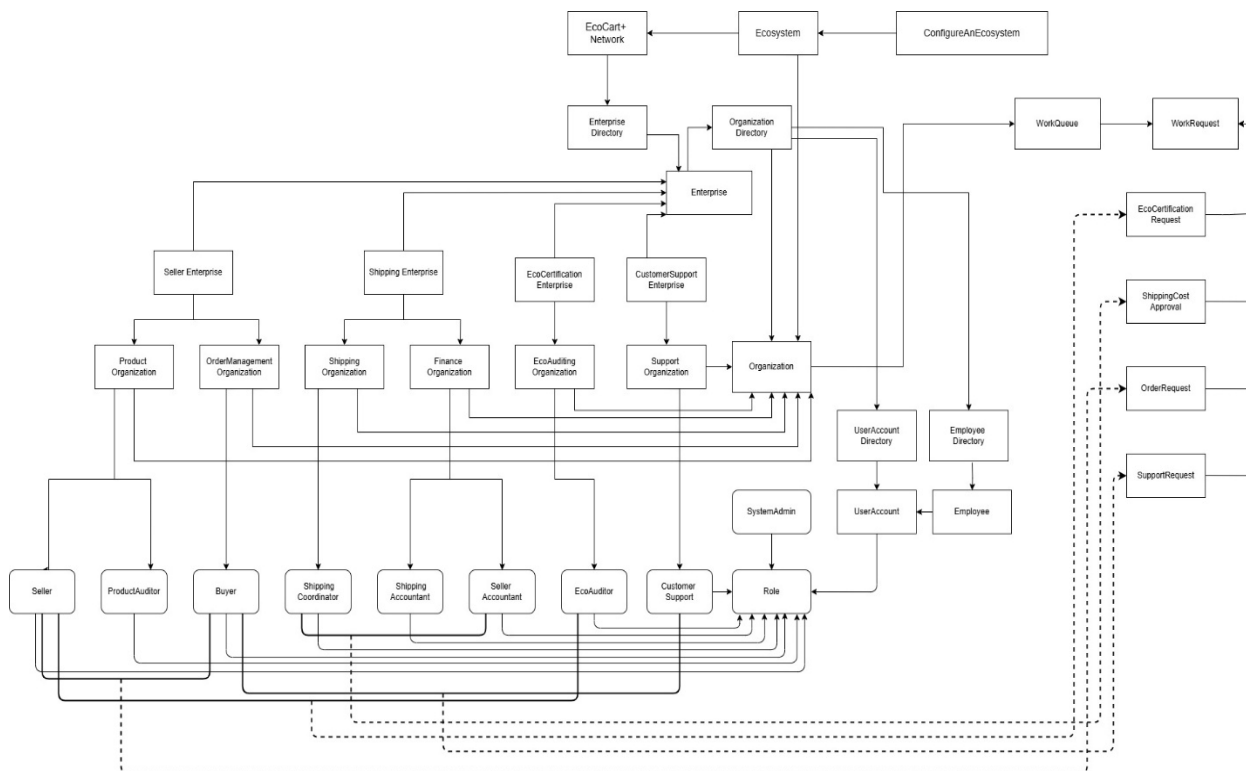 EcoCart+
Network
Ecosystem
ConfigureAnEcosystem
Enterprise
Directory
Organization
Directory
WorkQueue
WorkRequest
Enterprise
EcoCertification
Request
Seller Enterprise
Shipping Enterprise
EcoCertification
Enterprise
CustomerSupport
Enterprise
ShippingCost
Approval
Product
Organization
OrderManagement
Organization
Shipping
Organization
Finance
Organization
EcoAuditing
Organization
Support
Organization
Organization
OrderRequest
UserAccount
Directory
Employee
Directory
SupportRequest
SystemAdmin
UserAccount
Employee
Seller
ProductAuditor
Buyer
Shipping
Coordinator
Shipping
Accountant
Seller
Accountant
EcoAuditor
Customer
Support
Role